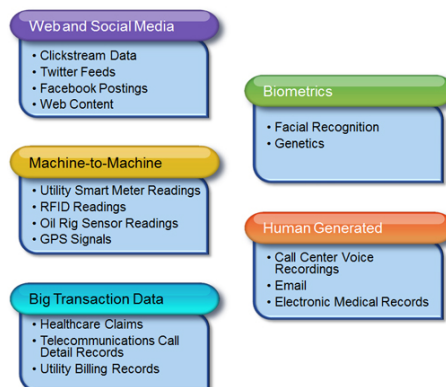 Web and Social Media
• Clickstream Data
• Twitter Feeds
• Facebook Postings
• Web Content
Machine-to-Machine
• Utility Smart Meter Readings
• RFID Readings
• Oil Rig Sensor Readings
• GPS Signals
Big Transaction Data
• Healthcare Claims
• Telecommunications Call
Detail Records
• Utility Billing Records
Biometrics
• Facial Recognition
• Genetics
Human Generated
• Call Center Voice
Recordings
• Email
• Electronic Medical Records